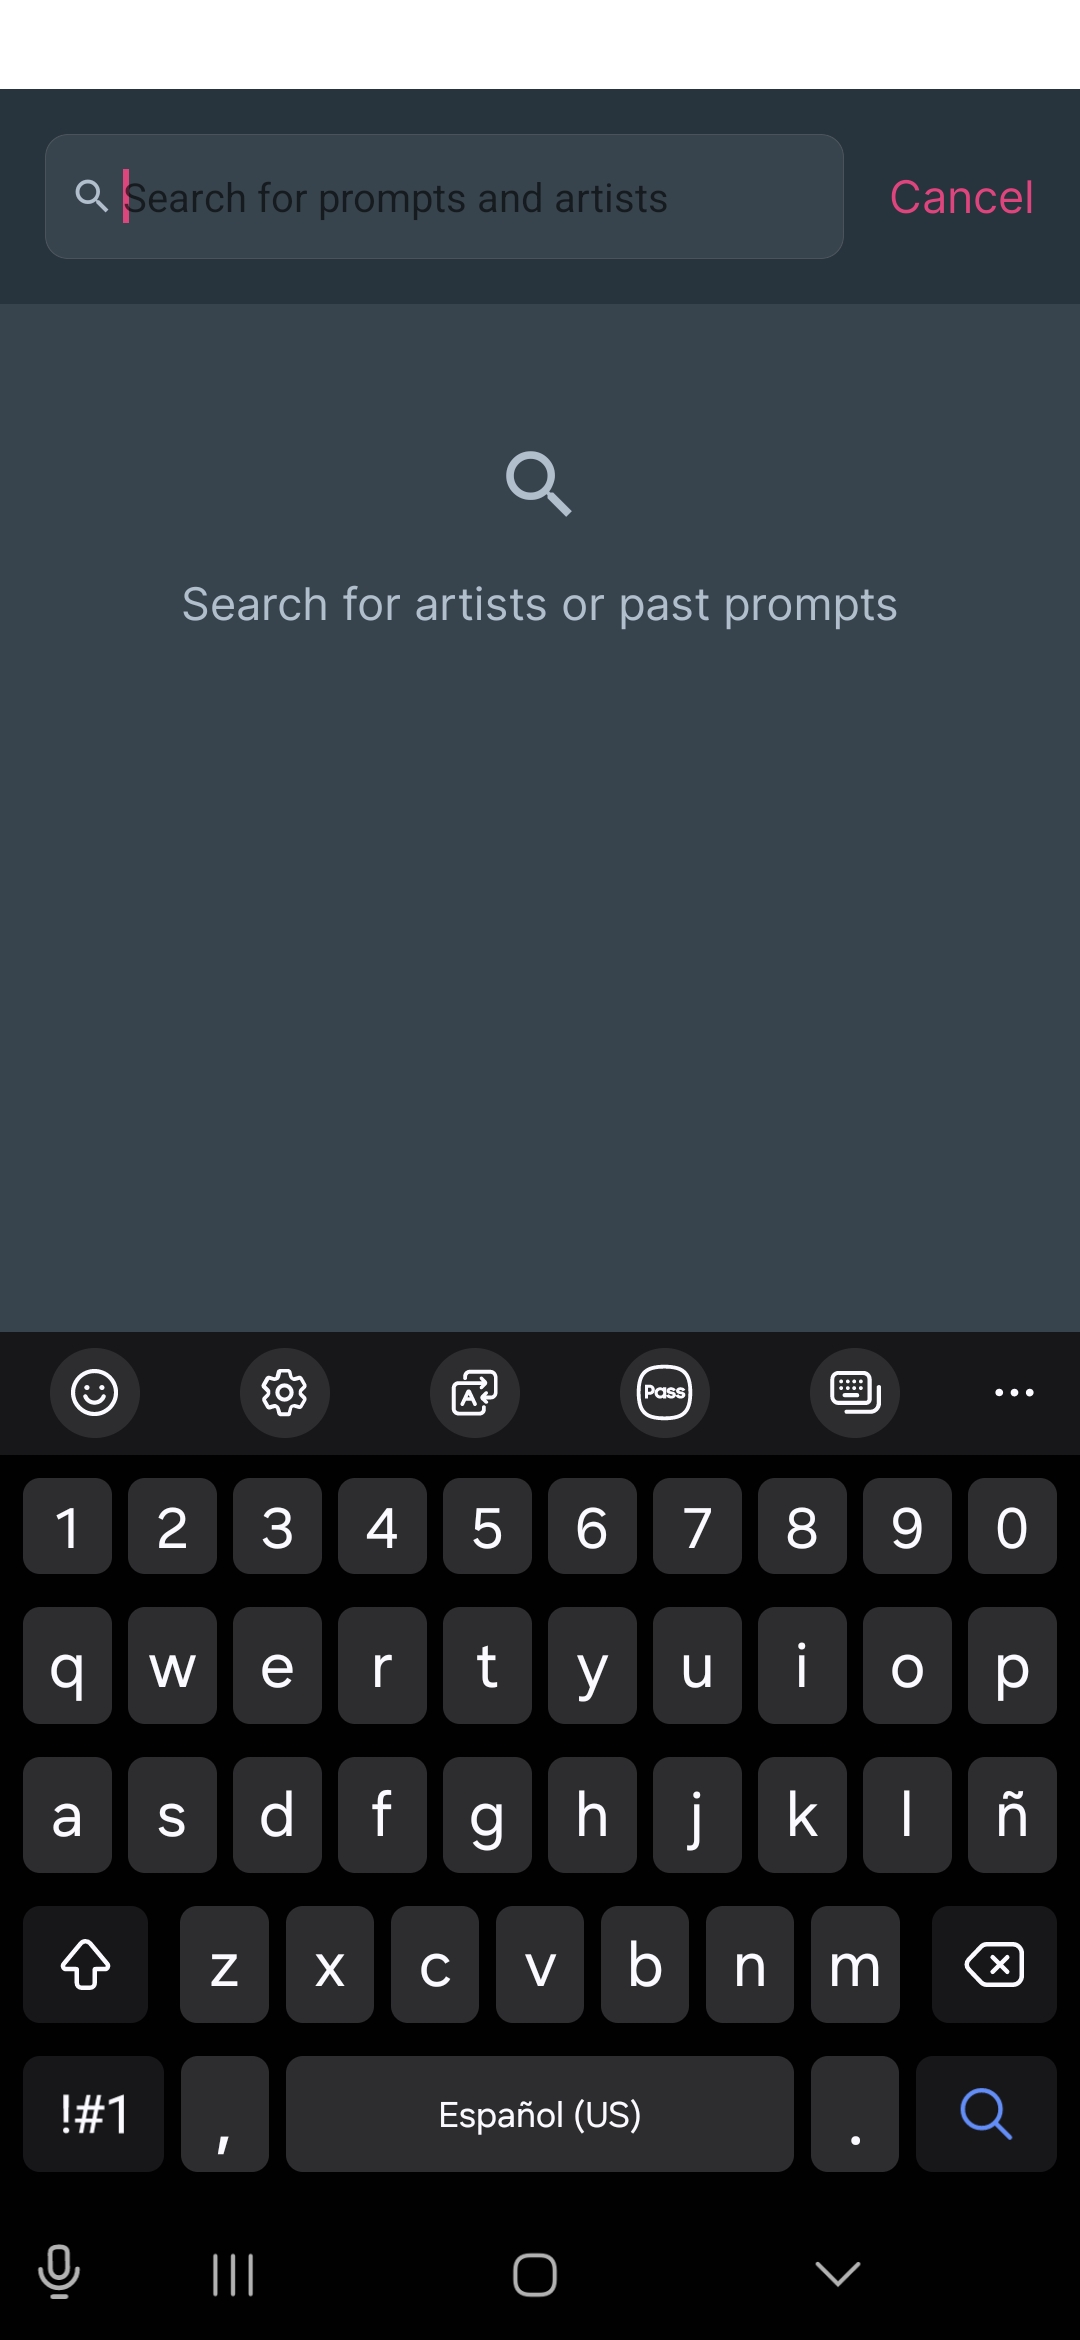 Search for prompts and artists
Cancel
Search for artists or past prompts
Pass
1 2 3 4 5 6 7 8 9 0
q w e r t y u i o p
a s d f g h j k l ñ
z x c v b n m
!#1 , Español (US) .